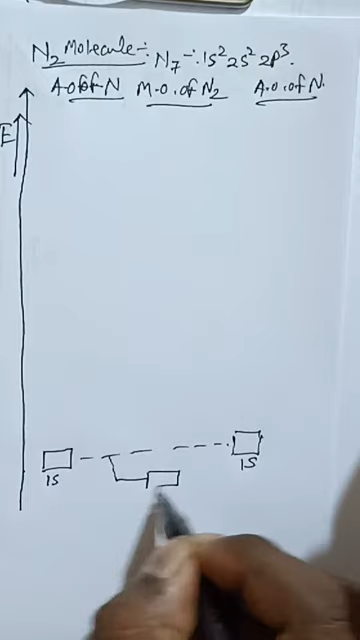 N₂ Molecule ÷ N₇ ÷ 1s² 2s² 2p³.
A.O. of N M.O. of N₂ A.O. of N.
E
1S 1S